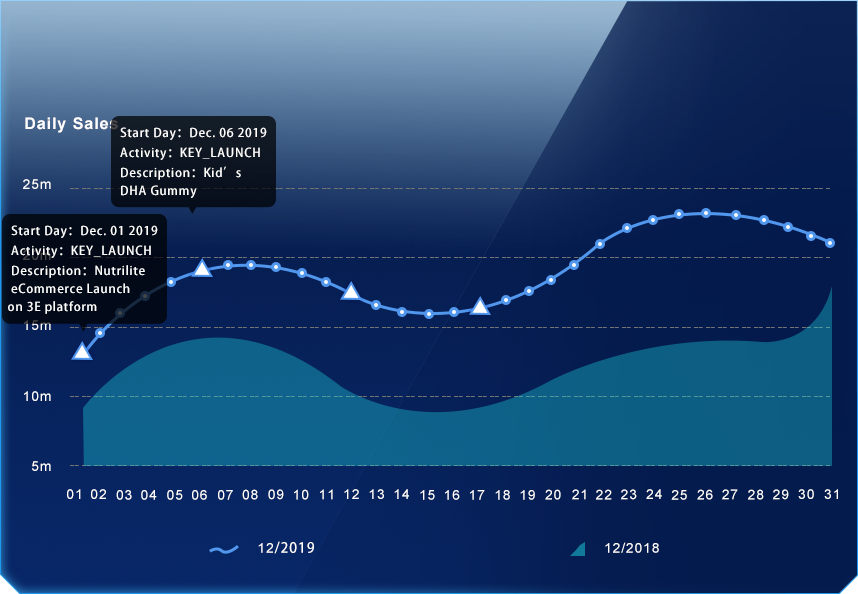 Daily Sales
Start Day: Dec. 06 2019
Activity: KEY_LAUNCH
Description: Kid's
DHA Gummy
25m
Start Day: Dec. 01 2019
Activity: KEY_LAUNCH
Description: Nutrilite
eCommerce Launch
on 3E platform
20m
15m
10m
5m
01 02 03 04 05 06 07 08 09 10 11 12 13 14 15 16 17 18 19 20 21 22 23 24 25 26 27 28 29 30 31
12/2019 12/2018